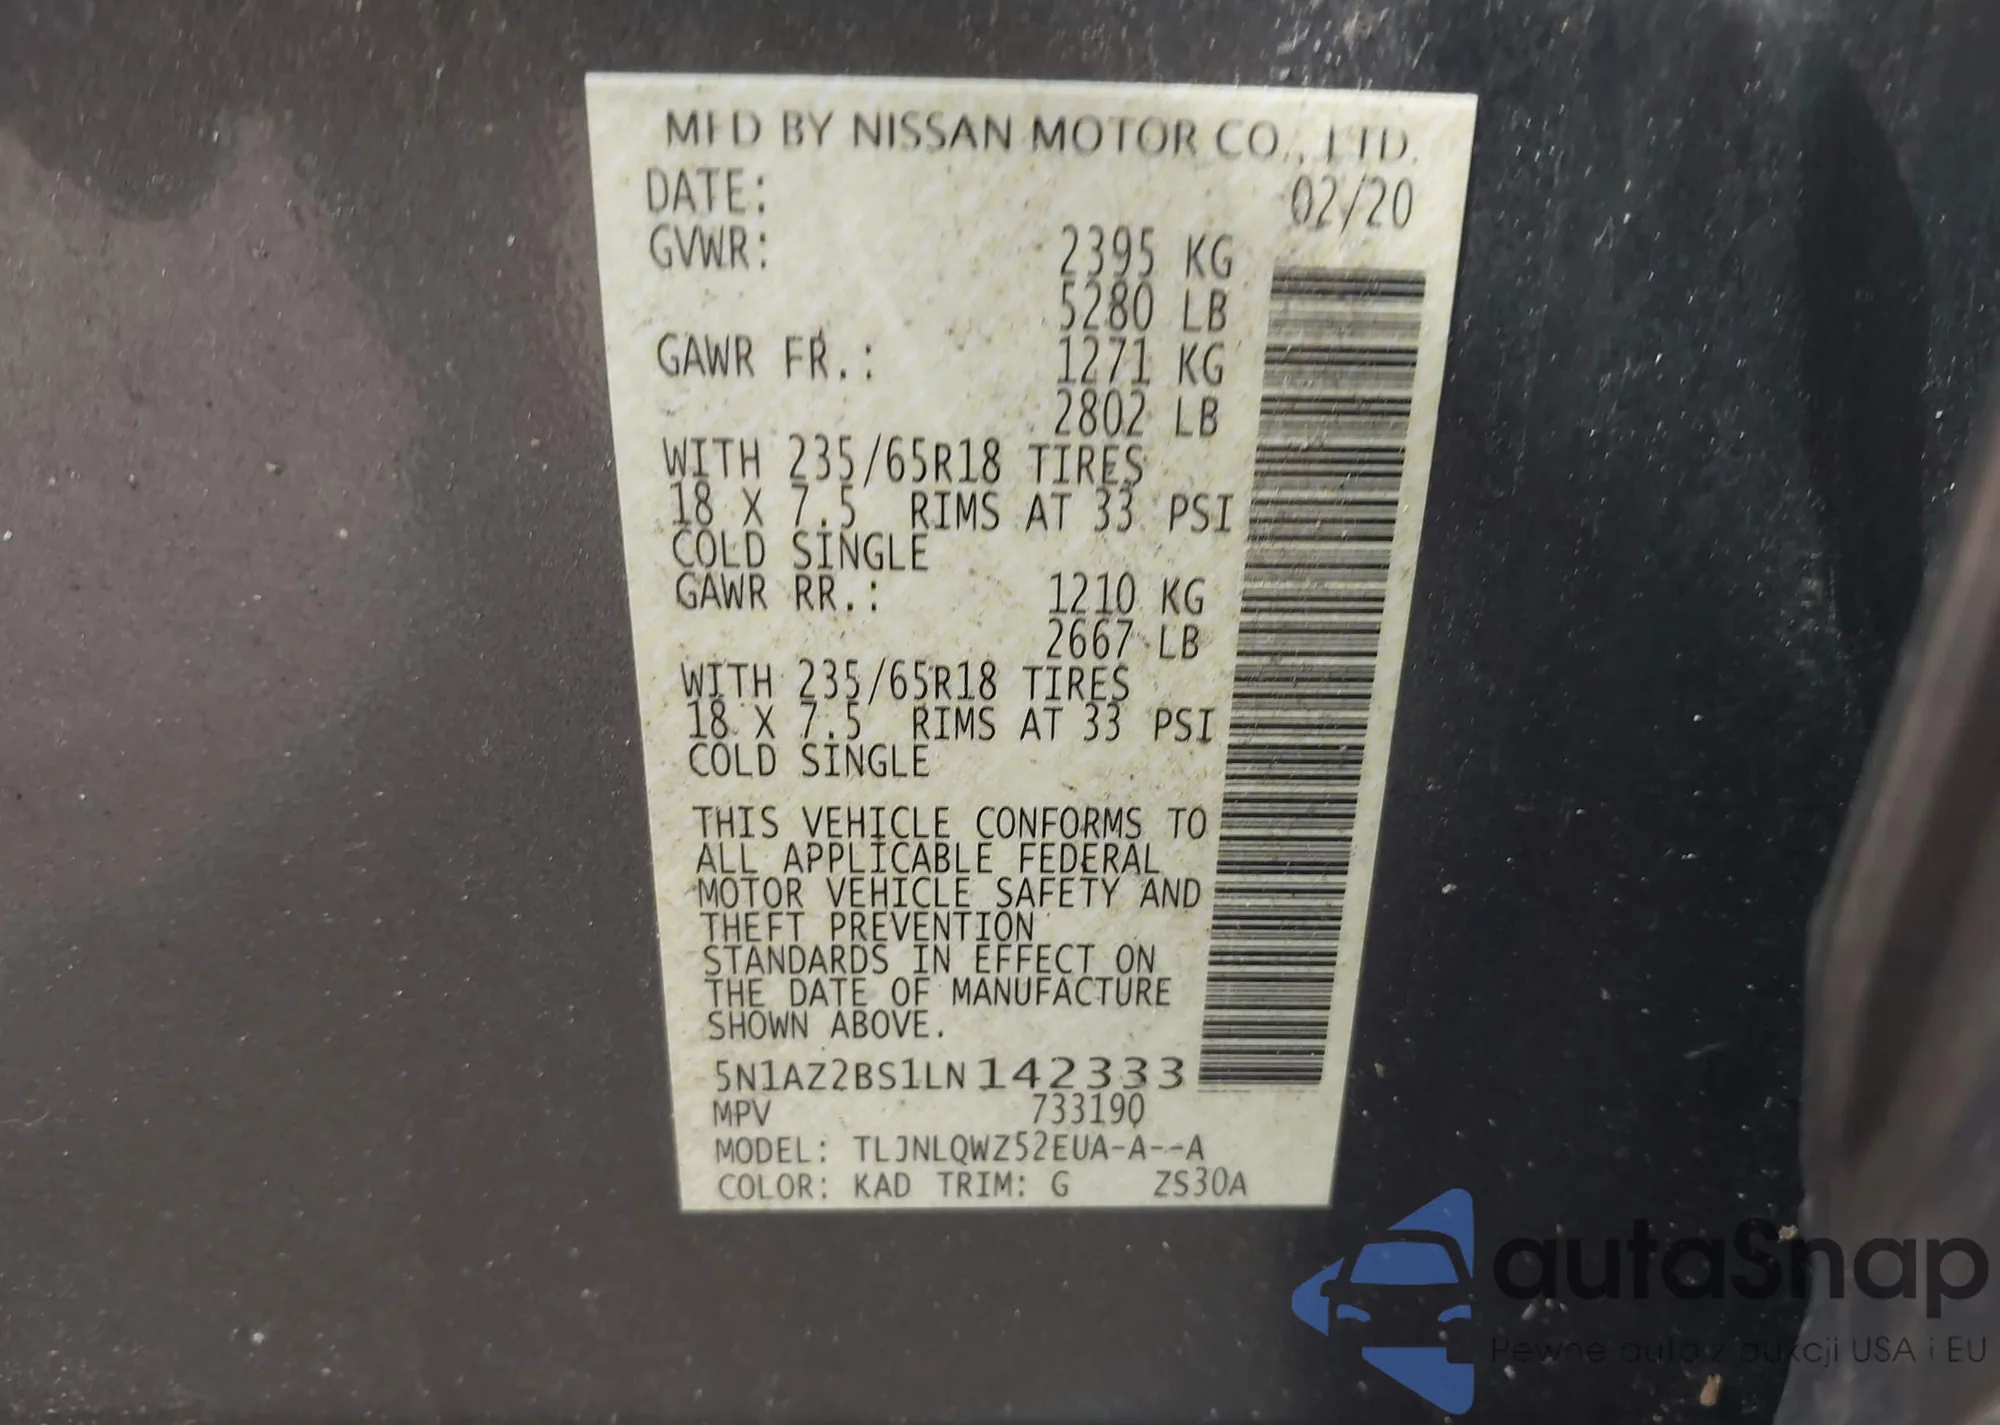 MFD BY NISSAN MOTOR CO., LTD.
DATE: 02/20
GVWR: 2395 KG
5280 LB
GAWR FR.: 1271 KG
2802 LB
WITH 235/65R18 TIRES
18 X 7.5 RIMS AT 33 PSI
COLD SINGLE
GAWR RR.: 1210 KG
2667 LB
WITH 235/65R18 TIRES
18 X 7.5 RIMS AT 33 PSI
COLD SINGLE
THIS VEHICLE CONFORMS TO
ALL APPLICABLE FEDERAL
MOTOR VEHICLE SAFETY AND
THEFT PREVENTION
STANDARDS IN EFFECT ON
THE DATE OF MANUFACTURE
SHOWN ABOVE.
5N1AZ2BS1LN142333
MPV 73319Q
MODEL: TLJNLQWZ52EUA-A--A
COLOR: KAD TRIM: G ZS30A
autaSnap
Pewne auto z aukcji USA i EU